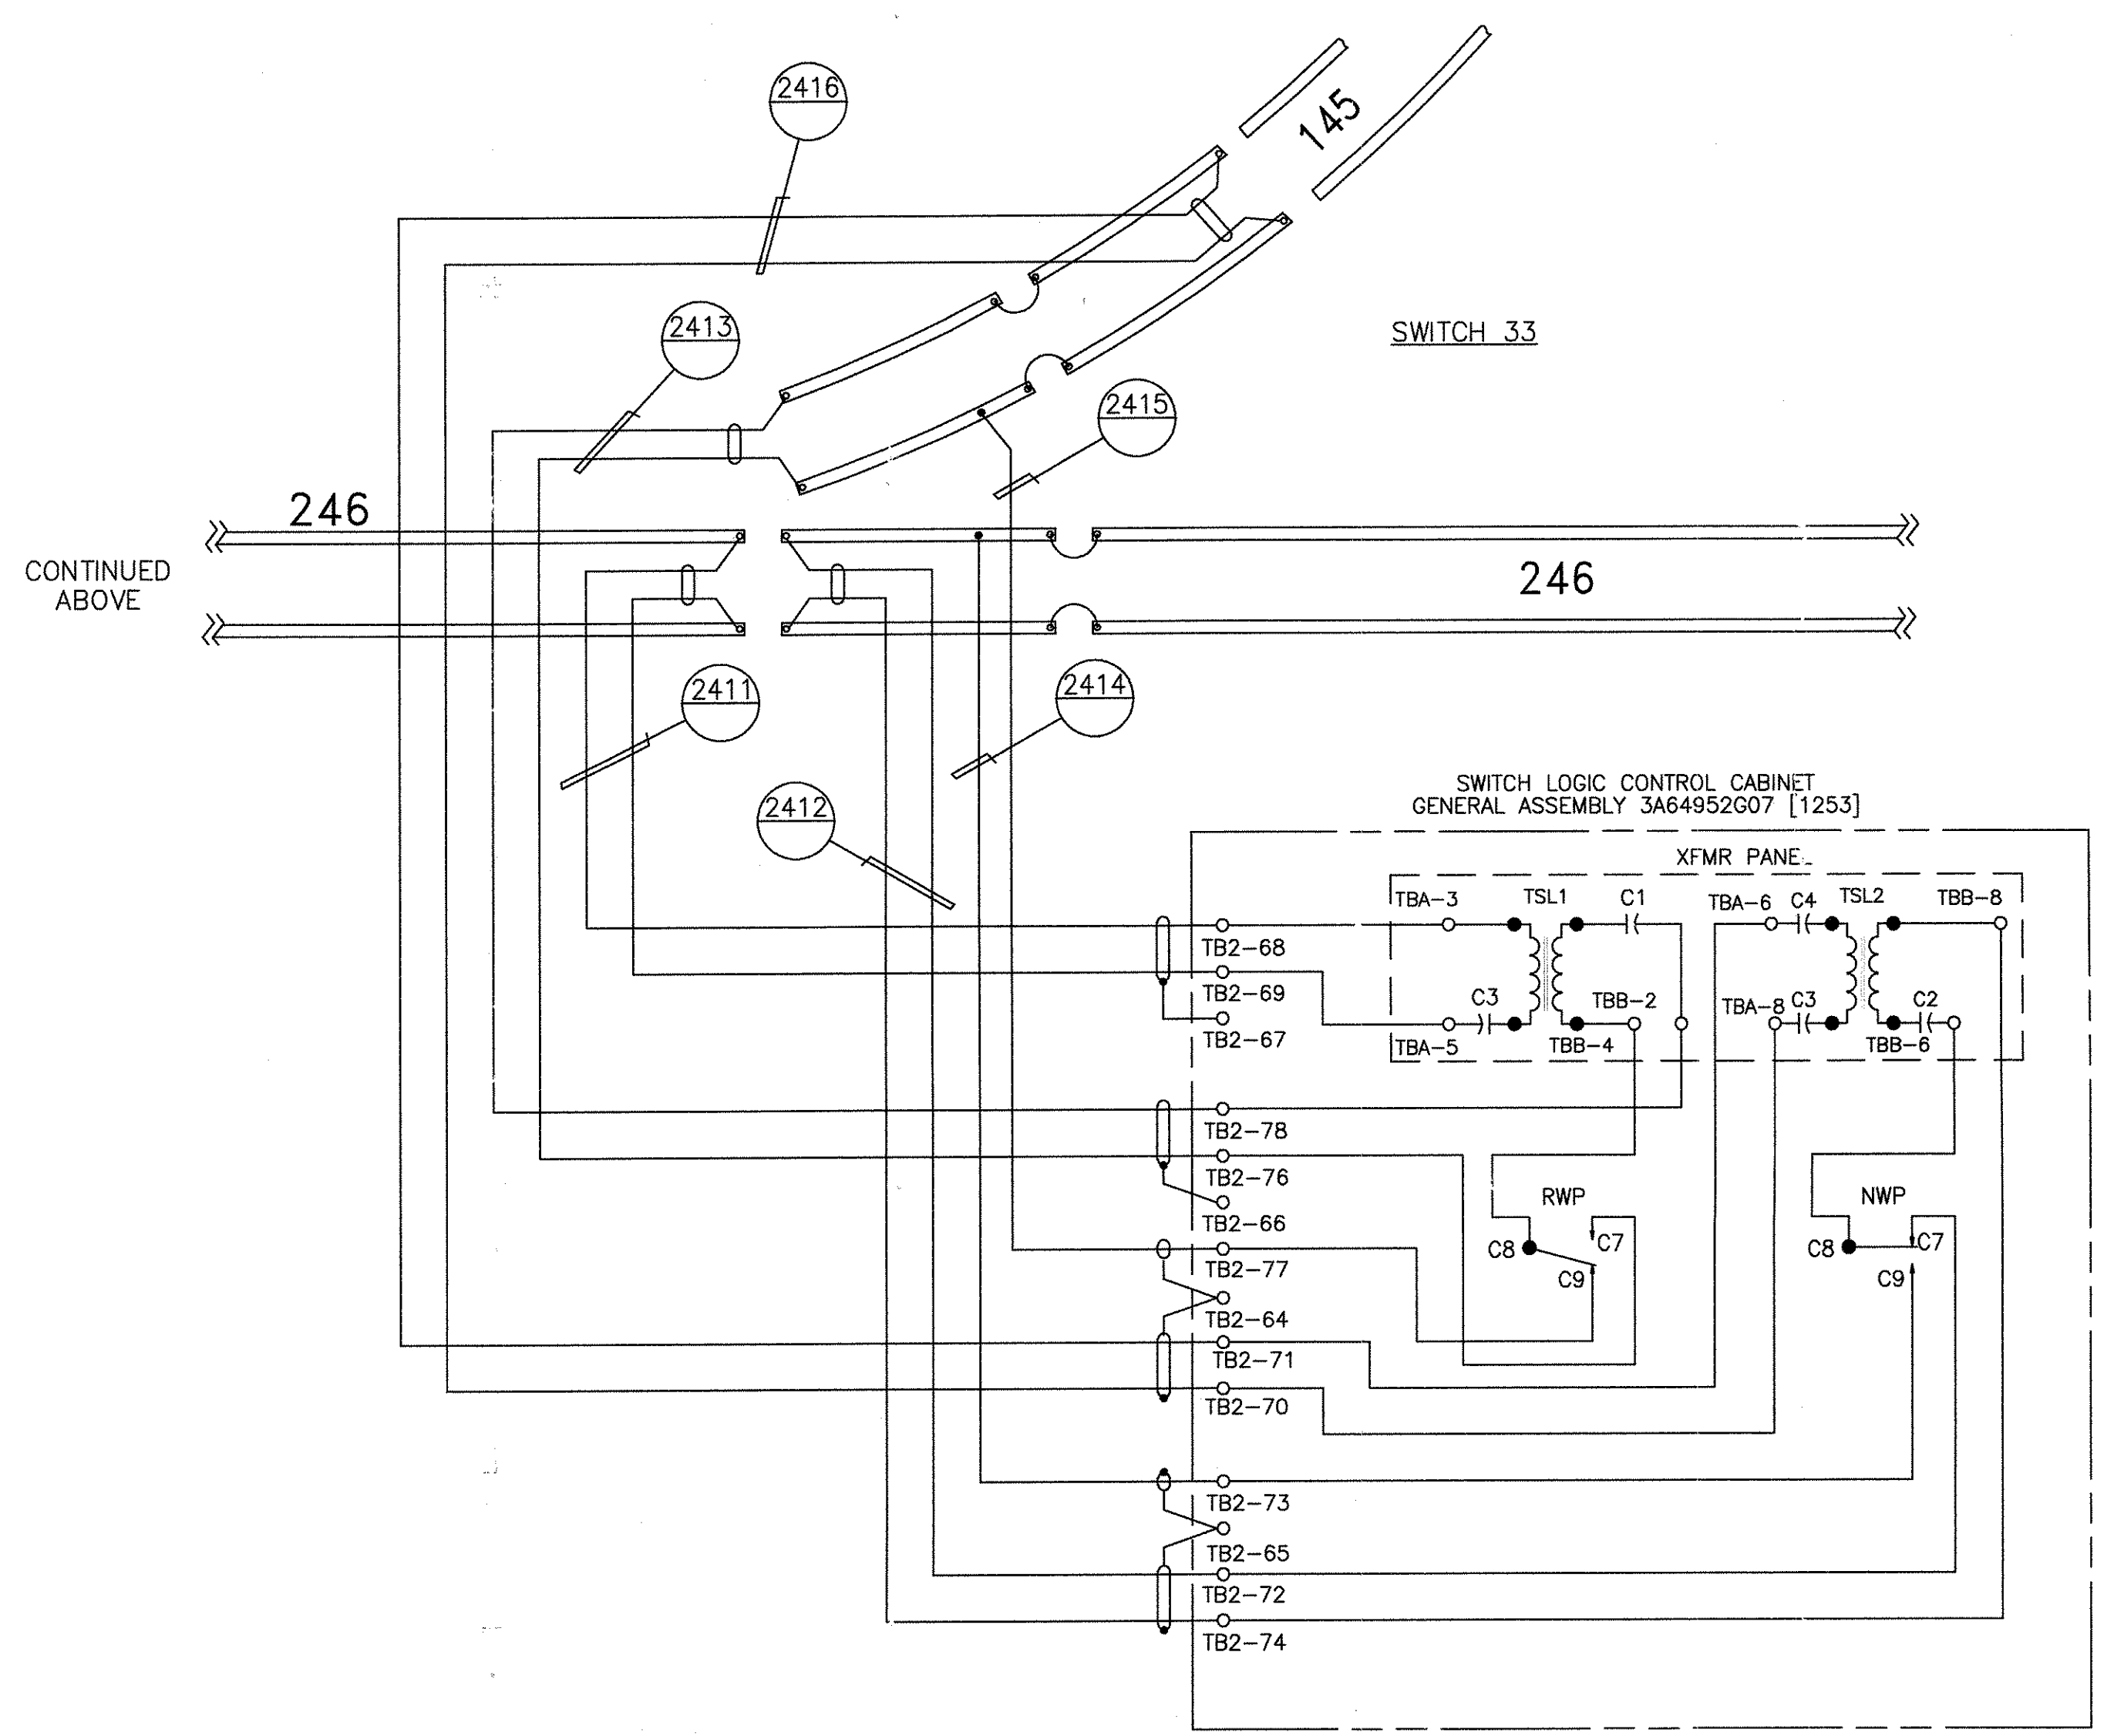 2416
145
2413
SWITCH 33
2415
246
CONTINUED
ABOVE
246
2411
2414
2412
SWITCH LOGIC CONTROL CABINET
GENERAL ASSEMBLY 3A64952G07 [1253]
XFMR PANEL
TBA-3
TSL1
C1
TBA-6
C4
TSL2
TBB-8
TB2-68
TB2-69
TB2-67
C3
TBB-2
TBA-8
C3
C2
TBA-5
TBB-4
TBB-6
TB2-78
TB2-76
TB2-66
RWP
NWP
C8
C7
C9
C8
C7
C9
TB2-77
TB2-64
TB2-71
TB2-70
TB2-73
TB2-65
TB2-72
TB2-74